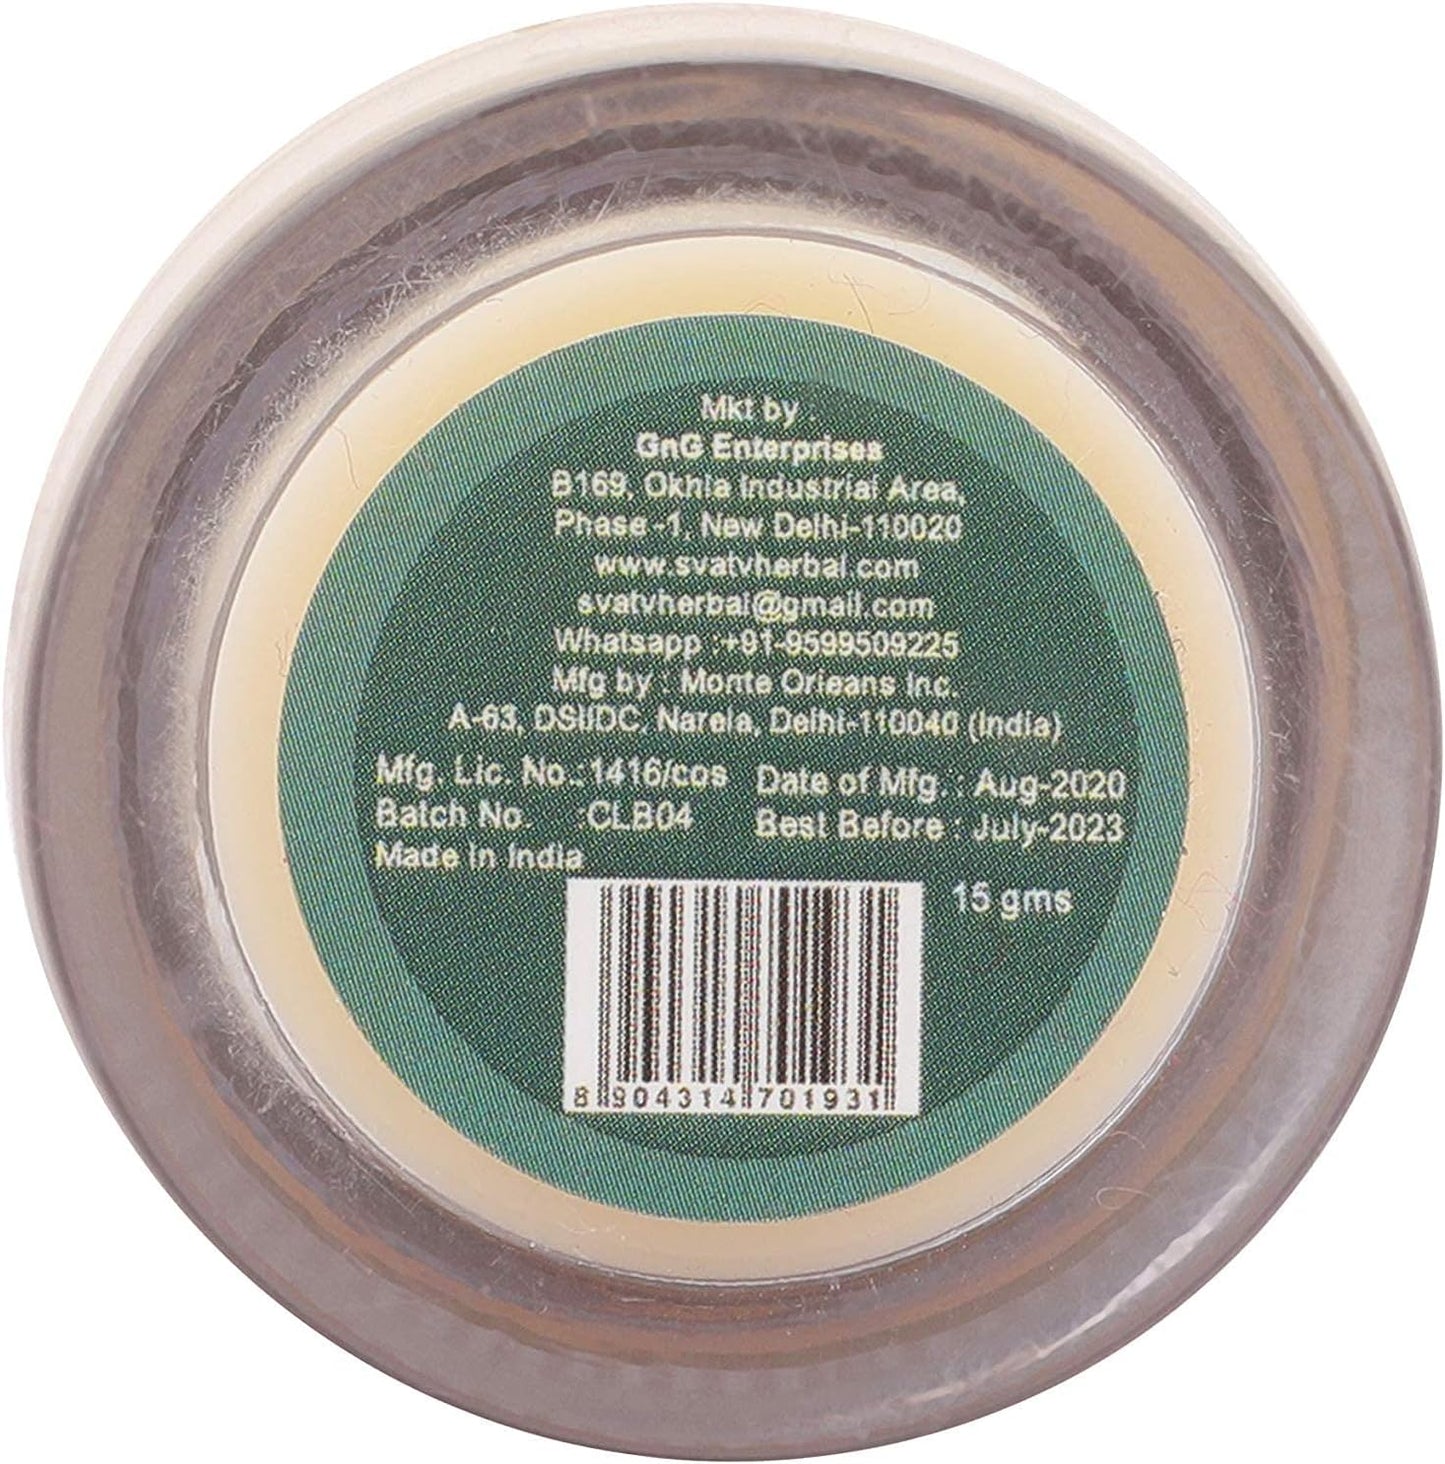 Mkt by :
GnG Enterprises
B169, Okhla Industrial Area,
Phase -1, New Delhi-110020
www.svatvherbal.com
svatvherbal@gmail.com
Whatsapp :+91-9599509225
Mfg by : Monte Orleans Inc.
A-63, DSIIDC, Narela, Delhi-110040 (India)
Mfg. Lic. No.:1416/cos Date of Mfg. : Aug-2020
Batch No. :CLB04 Best Before : July-2023
Made in India
15 gms
8 904314 701931